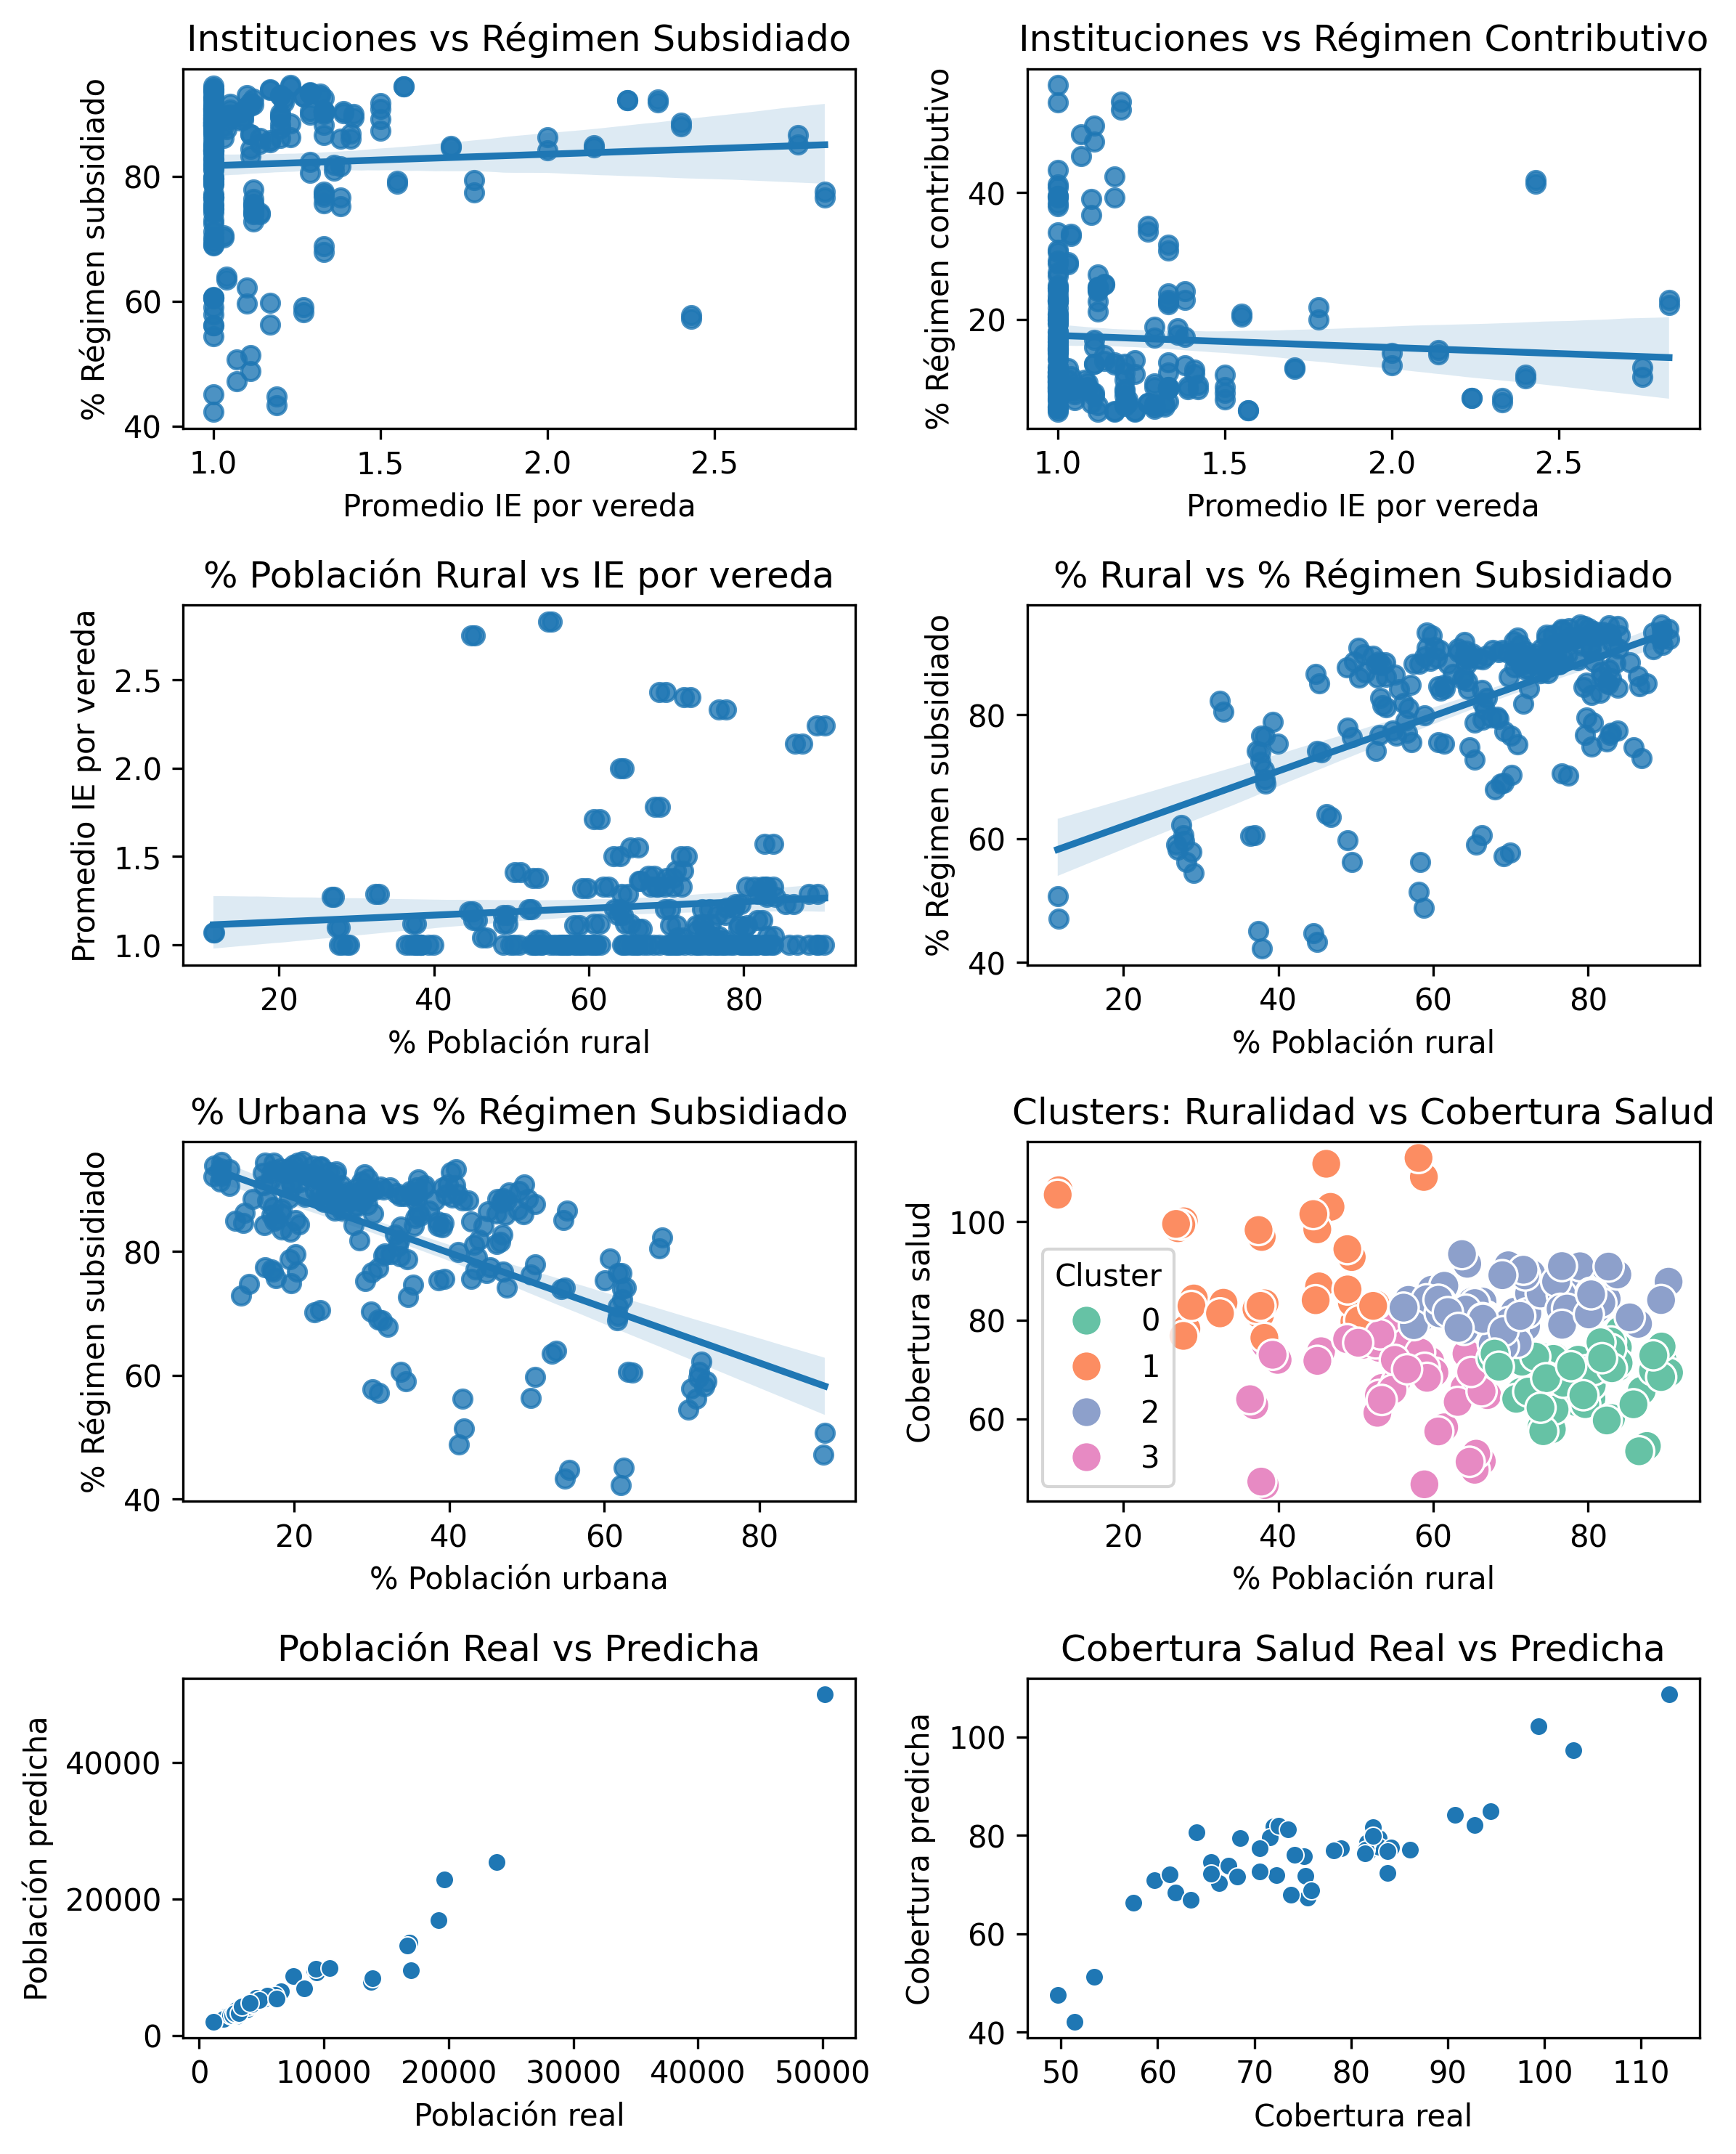 Instituciones vs Régimen Subsidiado
% Régimen subsidiado
80
60
40
1.0 1.5 2.0 2.5
Promedio IE por vereda
Instituciones vs Régimen Contributivo
% Régimen contributivo
40
20
1.0 1.5 2.0 2.5
Promedio IE por vereda
% Población Rural vs IE por vereda
Promedio IE por vereda
2.5
2.0
1.5
1.0
20 40 60 80
% Población rural
% Rural vs % Régimen Subsidiado
% Régimen subsidiado
80
60
40
20 40 60 80
% Población rural
% Urbana vs % Régimen Subsidiado
% Régimen subsidiado
80
60
40
20 40 60 80
% Población urbana
Clusters: Ruralidad vs Cobertura Salud
Cobertura salud
100
80
60
Cluster
0
1
2
3
20 40 60 80
% Población rural
Población Real vs Predicha
Población predicha
40000
20000
0
0 10000 20000 30000 40000 50000
Población real
Cobertura Salud Real vs Predicha
Cobertura predicha
100
80
60
40
50 60 70 80 90 100 110
Cobertura real